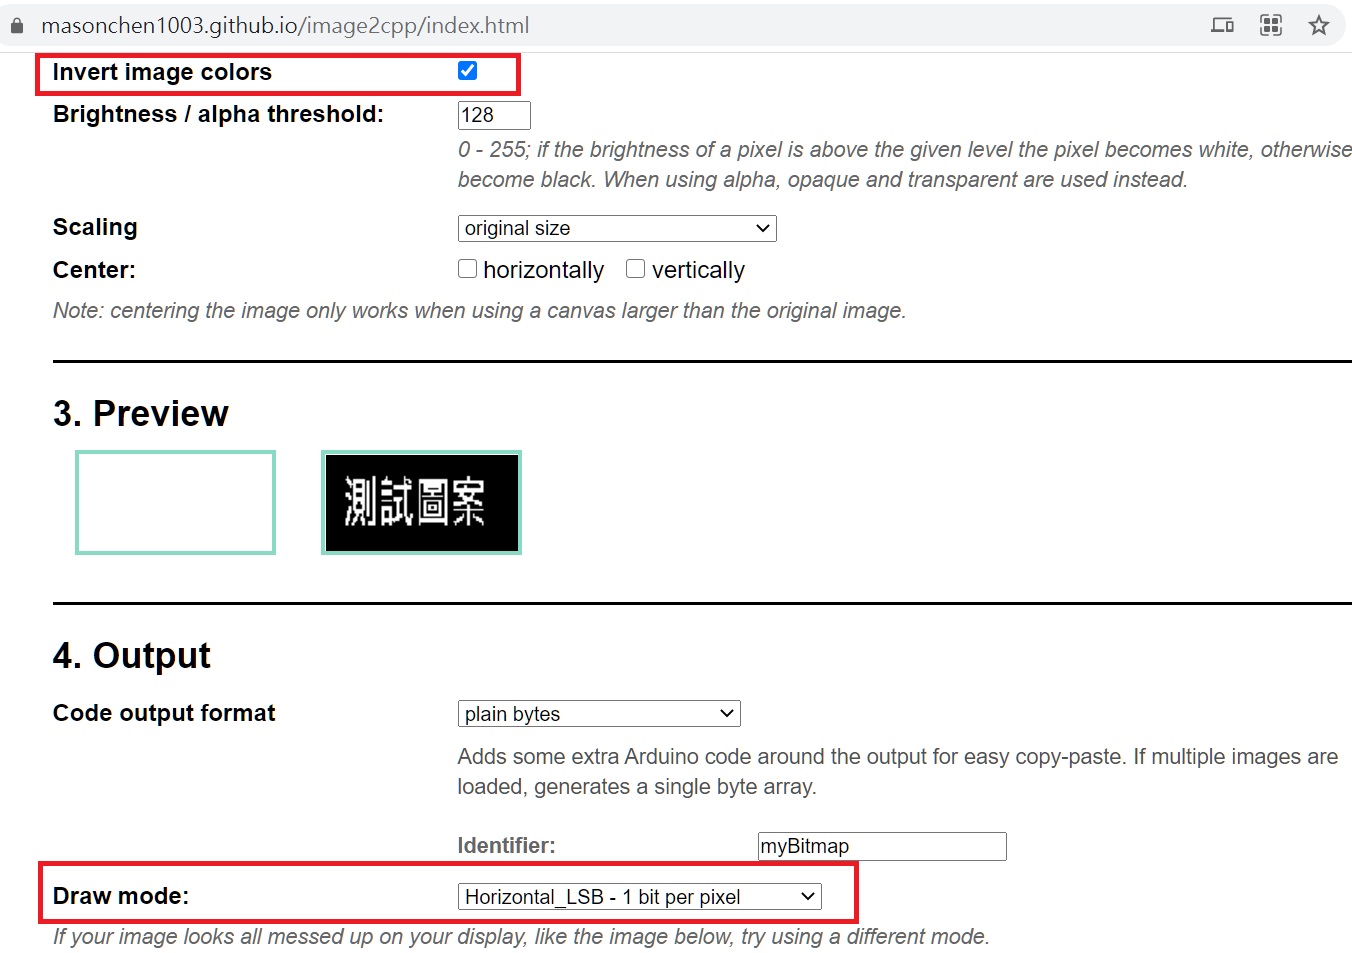 masonchen1003.github.io/image2cpp/index.html
Invert image colors
Brightness / alpha threshold: 128
0 - 255; if the brightness of a pixel is above the given level the pixel becomes white, otherwise
become black. When using alpha, opaque and transparent are used instead.
Scaling original size
Center: horizontally vertically
Note: centering the image only works when using a canvas larger than the original image.
3. Preview
測試圖案
4. Output
Code output format plain bytes
Adds some extra Arduino code around the output for easy copy-paste. If multiple images are
loaded, generates a single byte array.
Identifier: myBitmap
Draw mode: Horizontal_LSB - 1 bit per pixel
If your image looks all messed up on your display, like the image below, try using a different mode.